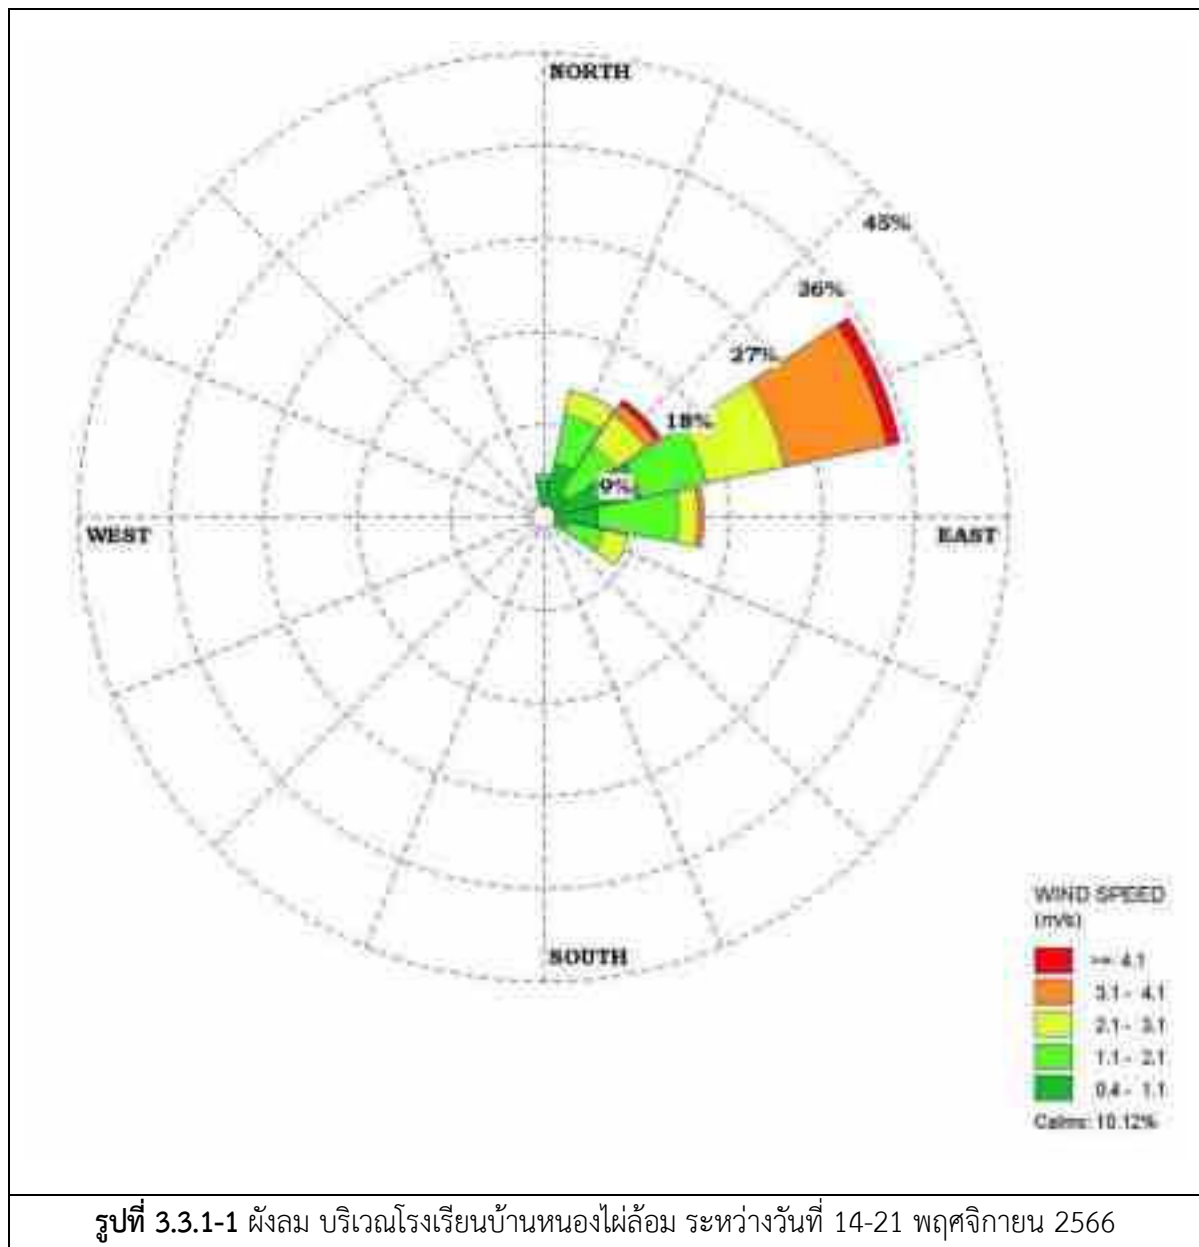 NORTH
45%
36%
27%
18%
9%
WEST
EAST
SOUTH
WIND SPEED
(m/s)
>= 4.1
3.1 - 4.1
2.1 - 3.1
1.1 - 2.1
0.4 - 1.1
Calms: 10.12%
รูปที่ 3.3.1-1 ผังลม บริเวณโรงเรียนบ้านหนองไผ่ล้อม ระหว่างวันที่ 14-21 พฤศจิกายน 2566